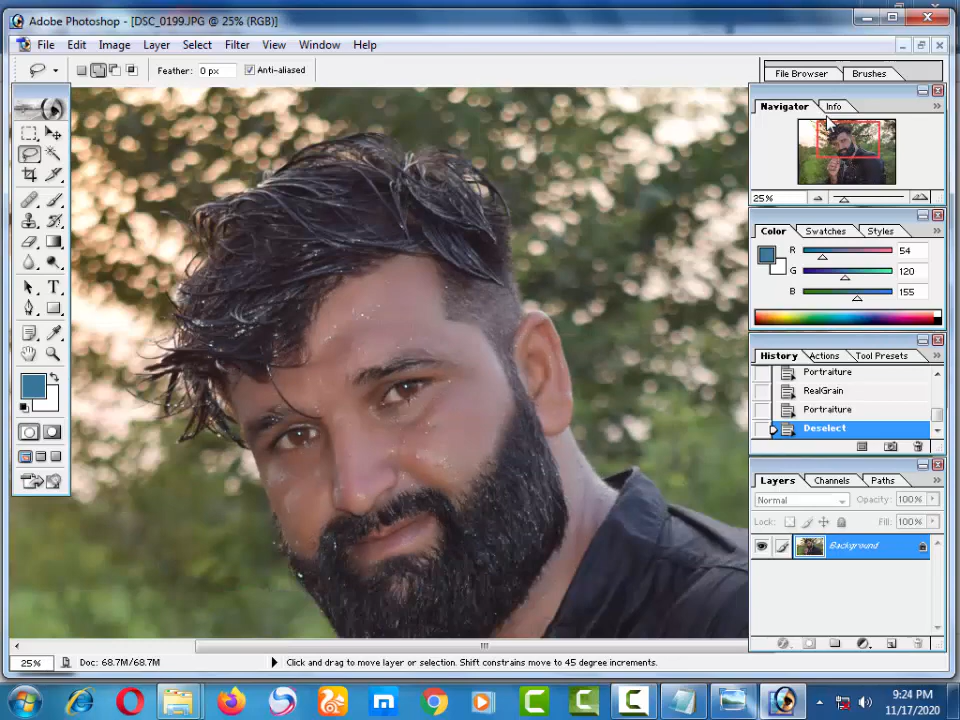 Adobe Photoshop - [DSC_0199.JPG @ 25% (RGB)]
File Edit Image Layer Select Filter View Window Help
Feather: 0 px Anti-aliased
File Browser Brushes
Navigator Info
25%
Color Swatches Styles
R 54
G 120
B 155
History Actions Tool Presets
Portraiture
RealGrain
Portraiture
Deselect
Layers Channels Paths
Normal Opacity: 100%
Lock: Fill: 100%
Background
25% Doc: 68.7M/68.7M Click and drag to move layer or selection. Shift constrains move to 45 degree increments.
9:24 PM
11/17/2020